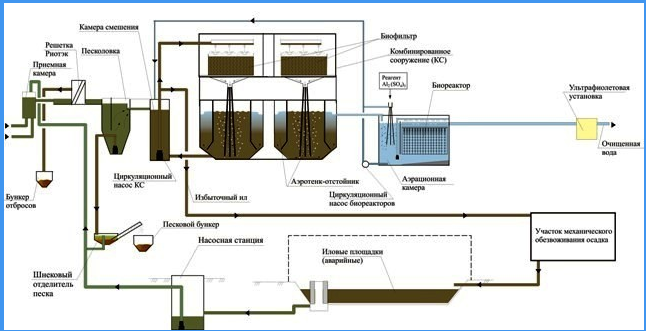 Камера смешения
Решетка
Риотэк
Песколовка
Приемная
камера
Биофильтр
Комбинированное
сооружение (КС)
Реагент
Al₂(SO₄)₃
Биореактор
Ультрафиолетовая
установка
Очищенная
вода
Циркуляционный
насос КС
Аэротенк-отстойник
Избыточный ил
Циркуляционный
насос биореакторов
Аэрационная
камера
Бункер
отбросов
Песковой бункер
Насосная станция
Шнековый
отделитель
песка
Иловые площадки
(аварийные)
Участок механического
обезвоживания осадка